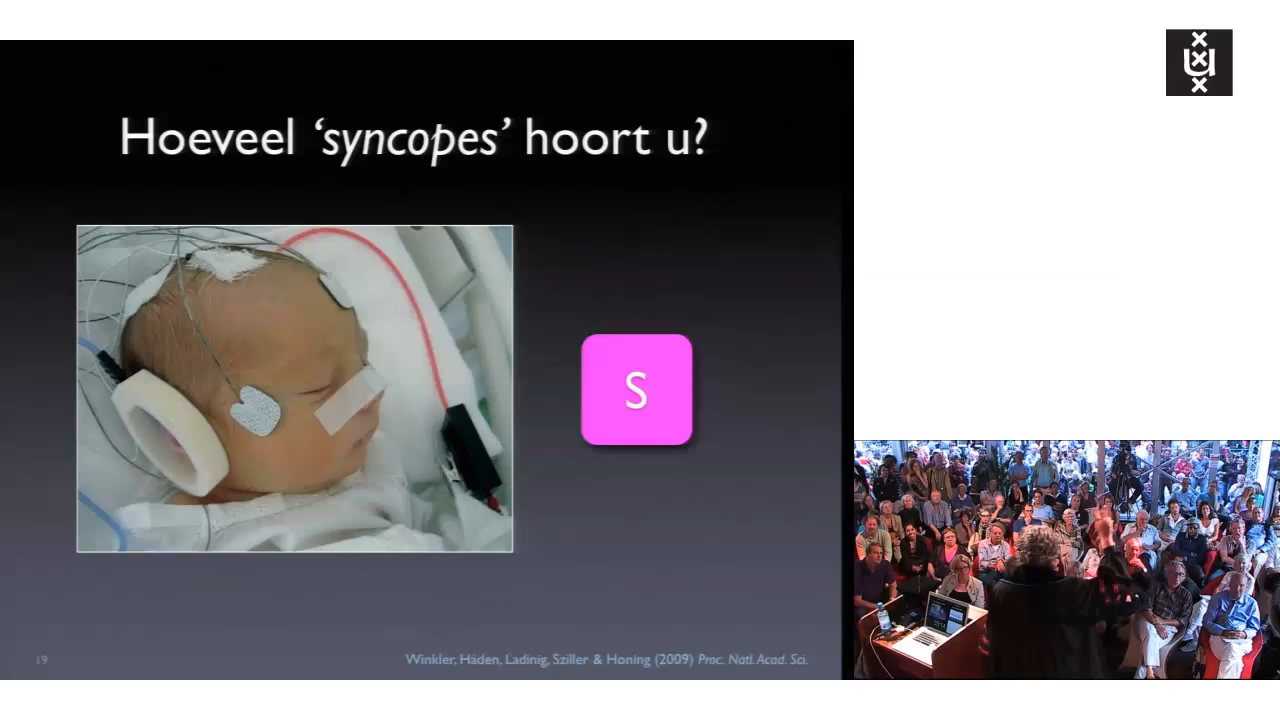 Hoeveel ‘syncopes’ hoort u?
S
19
Winkler, Háden, Ladinig, Sziller & Honing (2009) Proc. Natl. Acad. Sci.